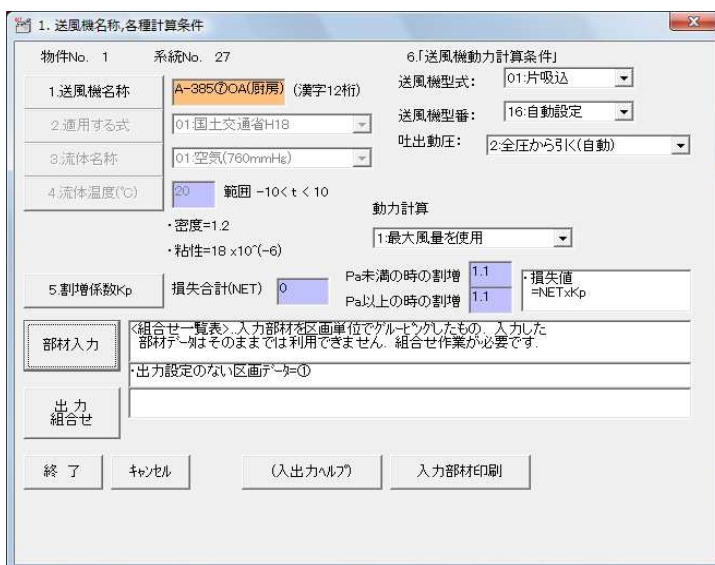 1. 送風機名称,各種計算条件
物件No. 1 系統No. 27 6.「送風機動力計算条件」
1.送風機名称 A-385⑦OA(厨房) (漢字12桁) 送風機型式: 01:片吸込
2.適用する式 01:国土交通省H18 送風機型番: 16:自動設定
3.流体名称 01:空気(760mmHg) 吐出動圧: 2:全圧から引く(自動)
4.流体温度(℃) 20 範囲 -10< t < 10
動力計算
・密度=1.2
1:最大風量を使用
・粘性=18 x10^(-6)
5.割増係数Kp 損失合計(NET) 0 Pa未満の時の割増 1.1 ・損失値
=NETxKp
Pa以上の時の割増 1.1
部材入力 <組合せ一覧表>..入力部材を区画単位でグルーピングしたもの. 入力した
部材データはそのままでは利用できません. 組合せ作業が必要です.
・出力設定のない区画データ=①
出 力
組合せ
終 了 キャンセル (入出力ヘルプ) 入力部材印刷